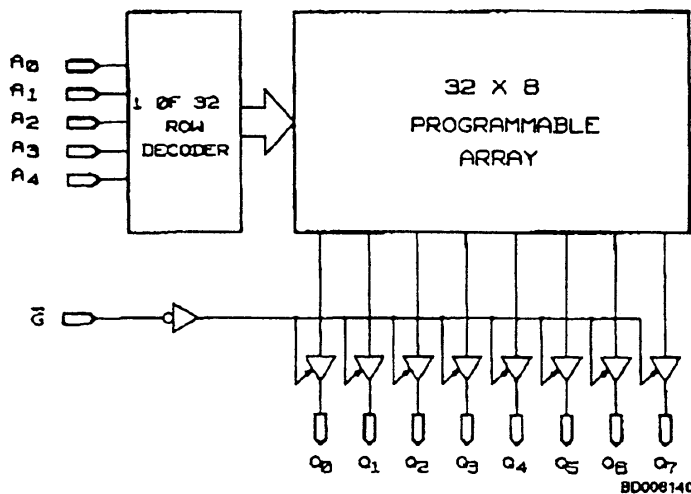 A0
A1
A2
A3
A4
1 OF 32
ROW
DECODER
32 X 8
PROGRAMMABLE
ARRAY
G̅
Q0 Q1 Q2 Q3 Q4 Q5 Q6 Q7
BD006140